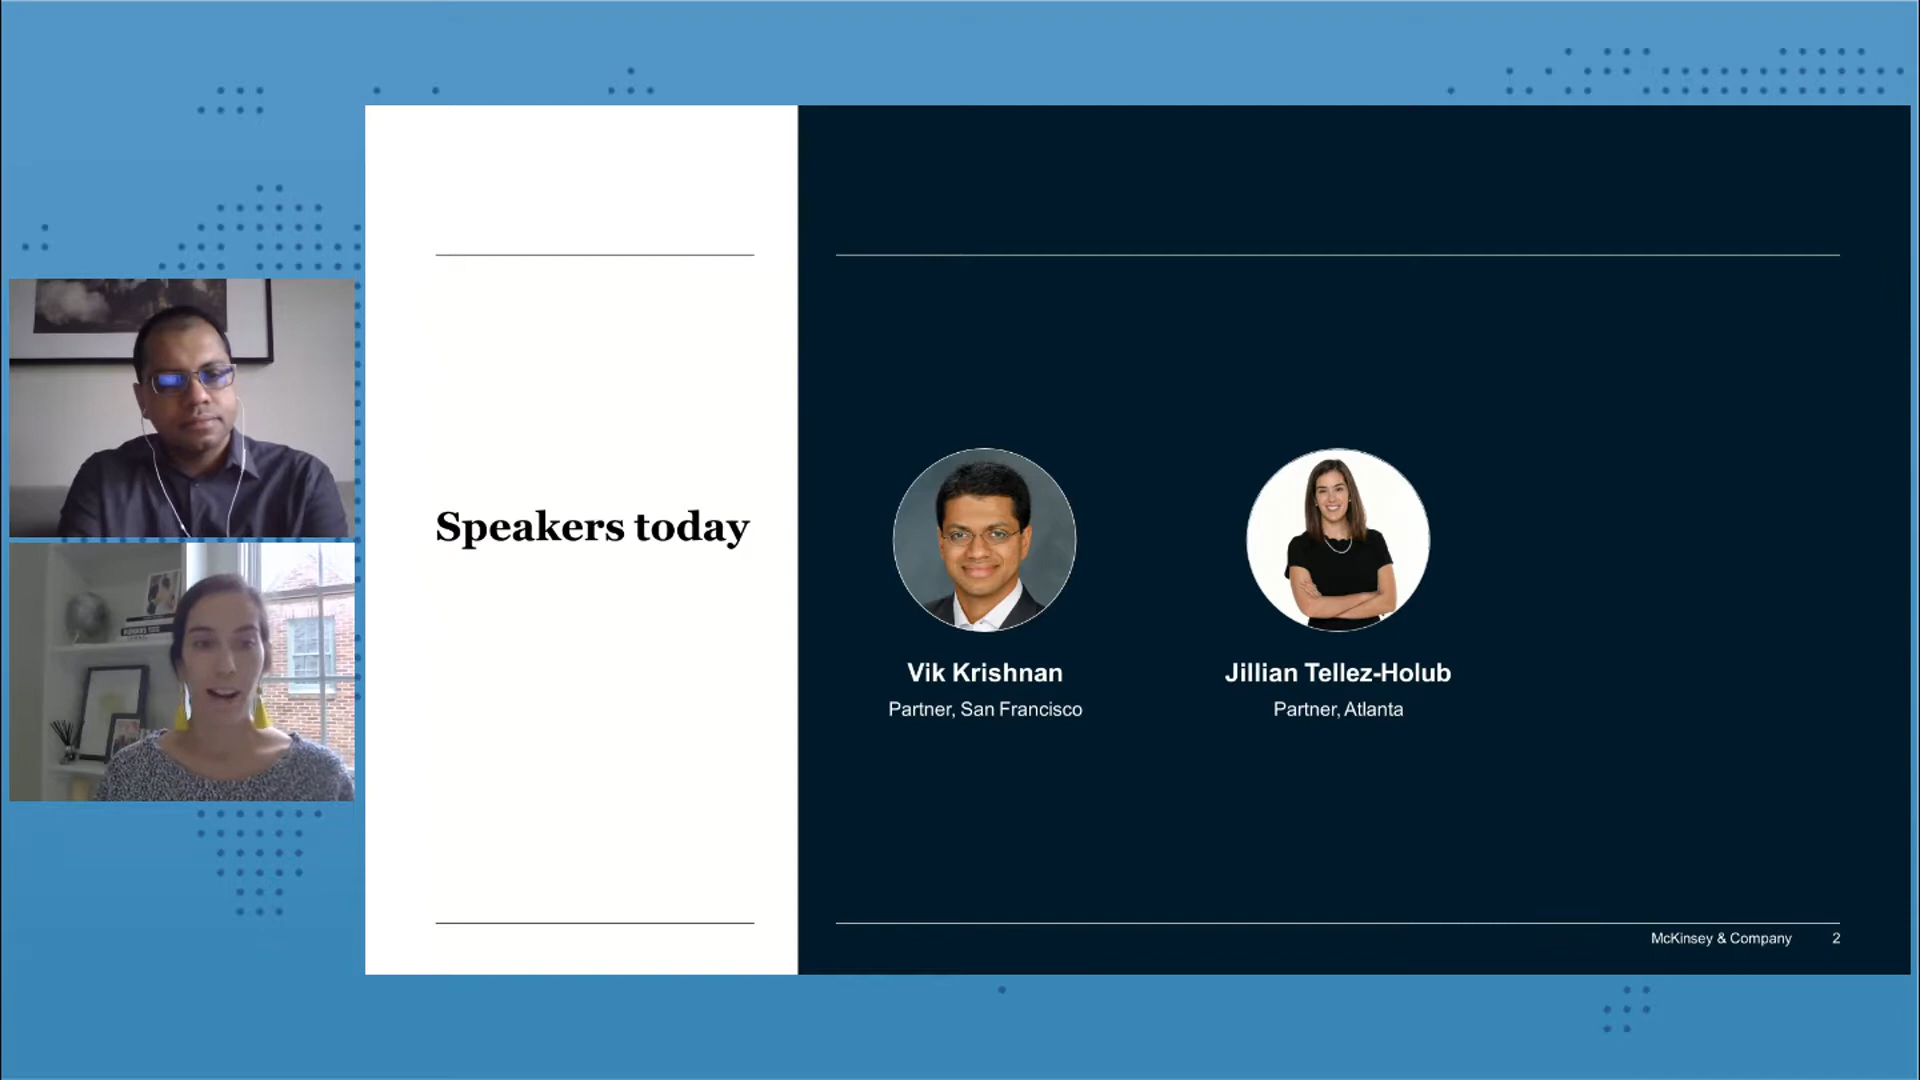 Speakers today
Vik Krishnan
Partner, San Francisco
Jillian Tellez-Holub
Partner, Atlanta
McKinsey & Company 2